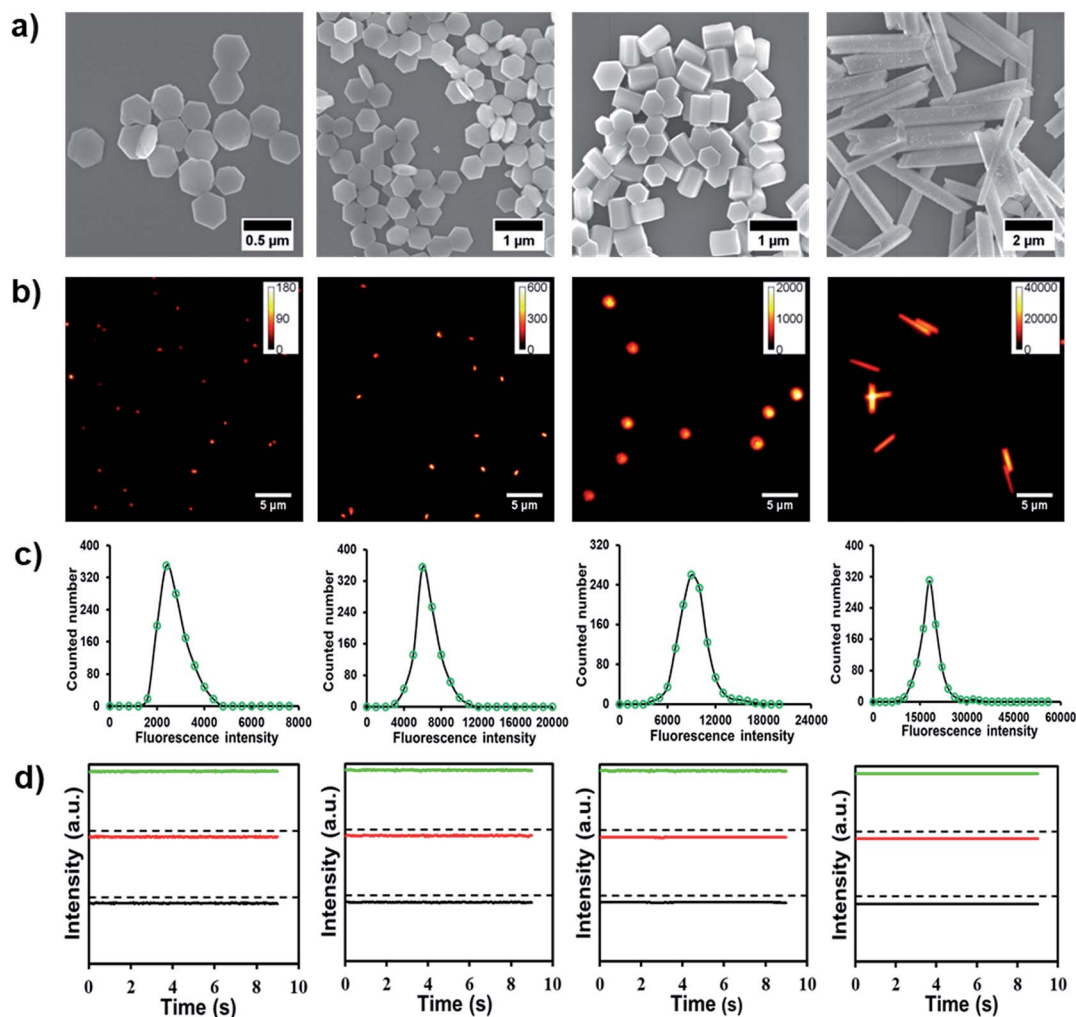 a)
0.5 µm
1 µm
1 µm
2 µm
b)
180
90
0
5 µm
600
300
0
5 µm
2000
1000
0
5 µm
40000
20000
0
5 µm
c)
Counted number
400
320
240
160
80
0
0 2000 4000 6000 8000
Fluorescence intensity
Counted number
400
320
240
160
80
0
0 4000 8000 12000 16000 20000
Fluorescence intensity
Counted number
320
240
160
80
0
0 6000 12000 18000 24000
Fluorescence intensity
Counted number
400
320
240
160
80
0
0 15000 30000 45000 60000
Fluorescence intensity
d)
Intensity (a.u.)
0 2 4 6 8 10
Time (s)
Intensity (a.u.)
0 2 4 6 8 10
Time (s)
Intensity (a.u.)
0 2 4 6 8 10
Time (s)
Intensity (a.u.)
0 2 4 6 8 10
Time (s)